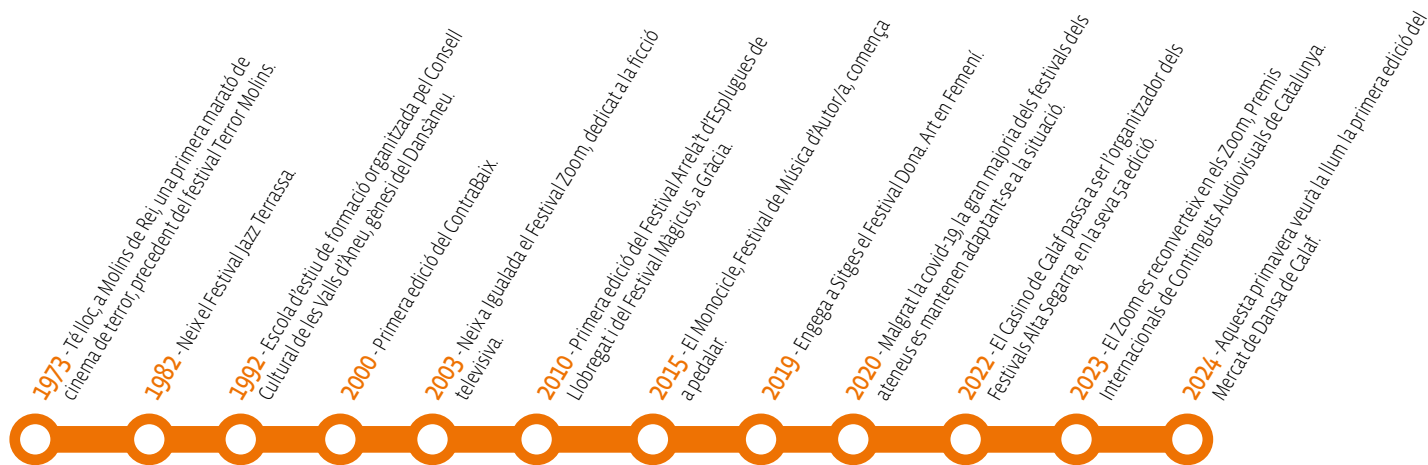 1973 - Té lloc, a Molins de Rei, una primera marató de
cinema de terror, precedent del festival Terror Molins.
1982 - Neix el Festival Jazz Terrassa.
1992 - Escola d'estiu de formació organitzada pel Consell
Cultural de les Valls d'Àneu, gènesi del Dansàneu.
2000 - Primera edició del ContraBaix.
2003 - Neix a Igualada el Festival Zoom, dedicat a la ficció
televisiva.
2010 - Primera edició del Festival Arrela't d'Esplugues de
Llobregat i del Festival Màgicus, a Gràcia.
2015 - El Monocicle, Festival de Música d'Autor/a, comença
a pedalar.
2019 - Engega a Sitges el Festival Dona. Art en Femení.
2020 - Malgrat la covid-19, la gran majoria dels festivals dels
ateneus es mantenen adaptant-se a la situació.
2022 - El Casino de Calaf passa a ser l'organitzador dels
Festivals Alta Segarra, en la seva 5a edició.
2023 - El Zoom es reconverteix en els Zoom, Premis
Internacionals de Continguts Audiovisuals de Catalunya.
2024 - Aquesta primavera veurà la llum la primera edició del
Mercat de Dansa de Calaf.